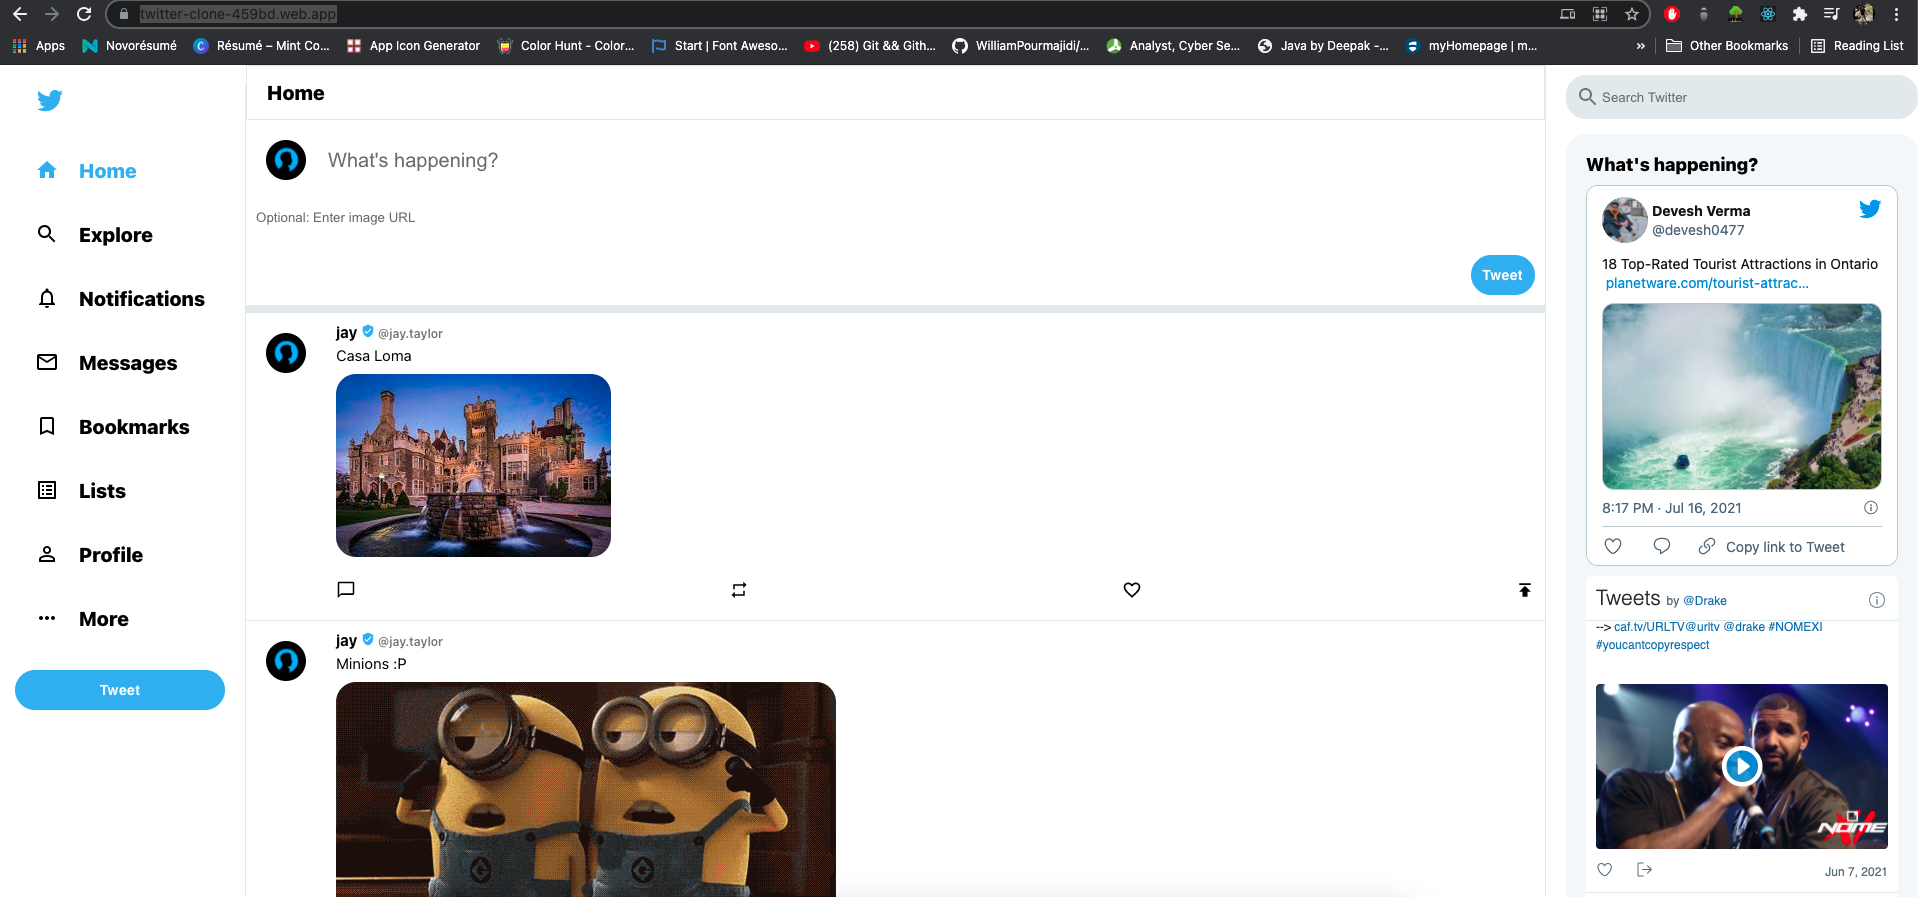 twitter-clone-459bd.web.app
Apps
Novorésumé
Résumé – Mint Co...
App Icon Generator
Color Hunt - Color...
Start | Font Aweso...
(258) Git && Gith...
WilliamPourmajidi/...
Analyst, Cyber Se...
Java by Deepak -...
myHomepage | m...
»
Other Bookmarks
Reading List
Home
Explore
Notifications
Messages
Bookmarks
Lists
Profile
More
Tweet
Home
What's happening?
Optional: Enter image URL
Tweet
jay @jay.taylor
Casa Loma
jay @jay.taylor
Minions :P
Search Twitter
What's happening?
Devesh Verma
@devesh0477
18 Top-Rated Tourist Attractions in Ontario
planetware.com/tourist-attrac...
8:17 PM · Jul 16, 2021
Copy link to Tweet
Tweets by @Drake
--> caf.tv/URLTV@urltv @drake #NOMEXI
#youcantcopyrespect
NOME
Jun 7, 2021